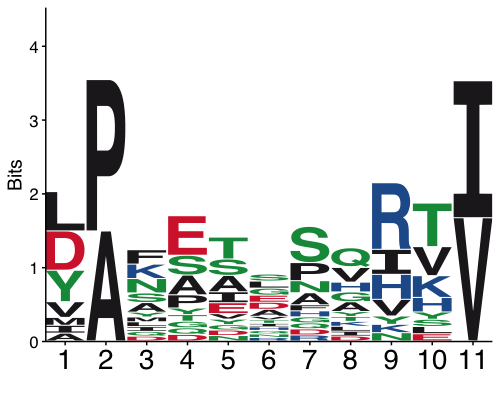 Bits
4
3
2
1
0
L D Y V
P A
F K N S A
E S A P
T S A I E
S
S P N A
Q V H G
R I H V Y K N
T V K H Y S
I V
1 2 3 4 5 6 7 8 9 10 11